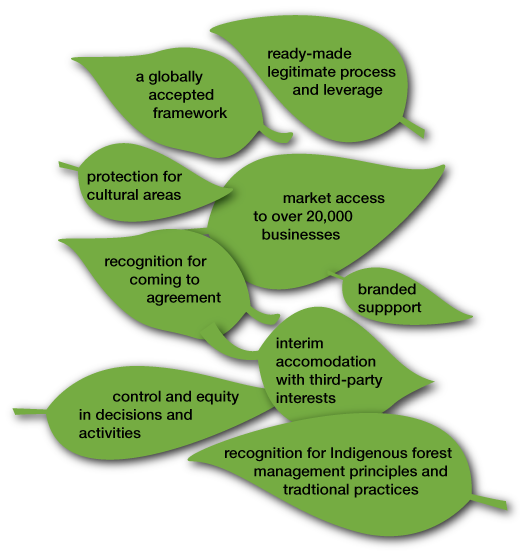 a globally
accepted
framework
ready-made
legitimate process
and leverage
protection for
cultural areas
market access
to over 20,000
businesses
recognition for
coming to
agreement
branded
suppport
interim
accomodation
with third-party
interests
control and equity
in decisions and
activities
recognition for Indigenous forest
management principles and
tradtional practices